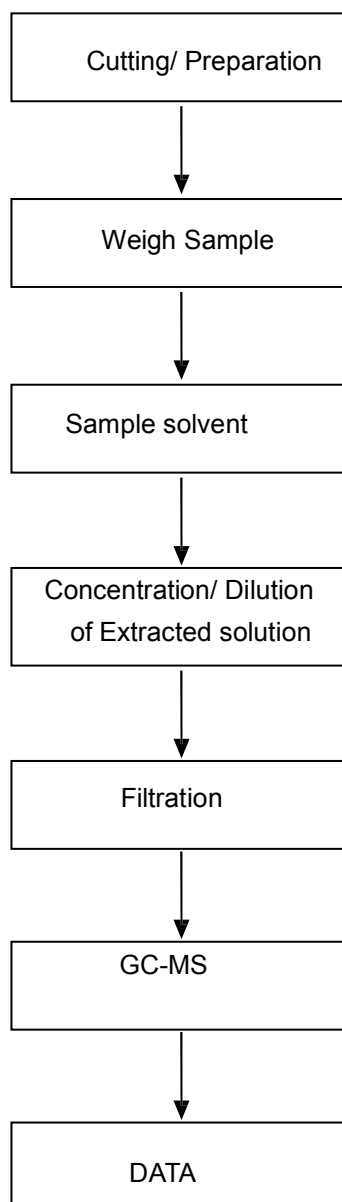 Cutting/ Preparation
Weigh Sample
Sample solvent
Concentration/ Dilution
of Extracted solution
Filtration
GC-MS
DATA